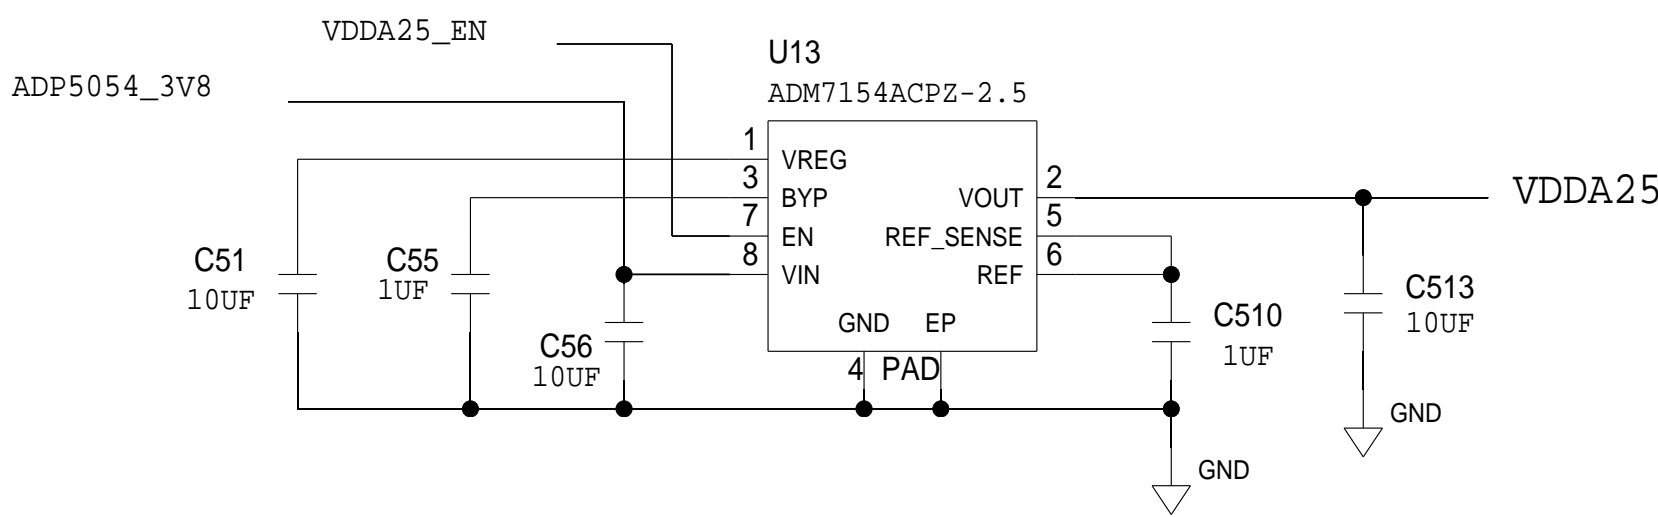 VDDA25_EN
ADP5054_3V8
U13
ADM7154ACPZ-2.5
1
VREG
3
BYP
VOUT
2
VDDA25
7
EN
REF_SENSE
5
8
VIN
REF
6
C51
10UF
C55
1UF
C56
10UF
GND
EP
4
PAD
C510
1UF
C513
10UF
GND
GND